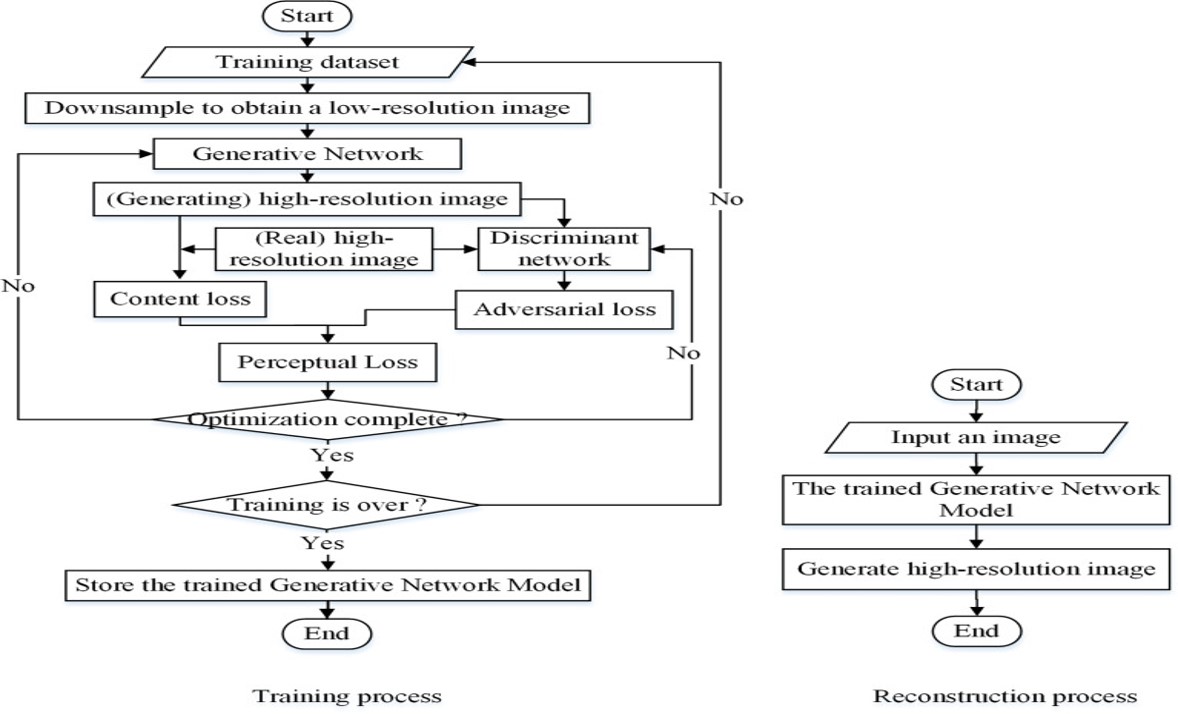 Start
Training dataset
Downsample to obtain a low-resolution image
Generative Network
(Generating) high-resolution image
No
(Real) high-
resolution image
Discriminant
network
No
Content loss
Adversarial loss
No
Perceptual Loss
Optimization complete ?
Yes
Training is over ?
Yes
Store the trained Generative Network Model
End
Training process
Start
Input an image
The trained Generative Network
Model
Generate high-resolution image
End
Reconstruction process